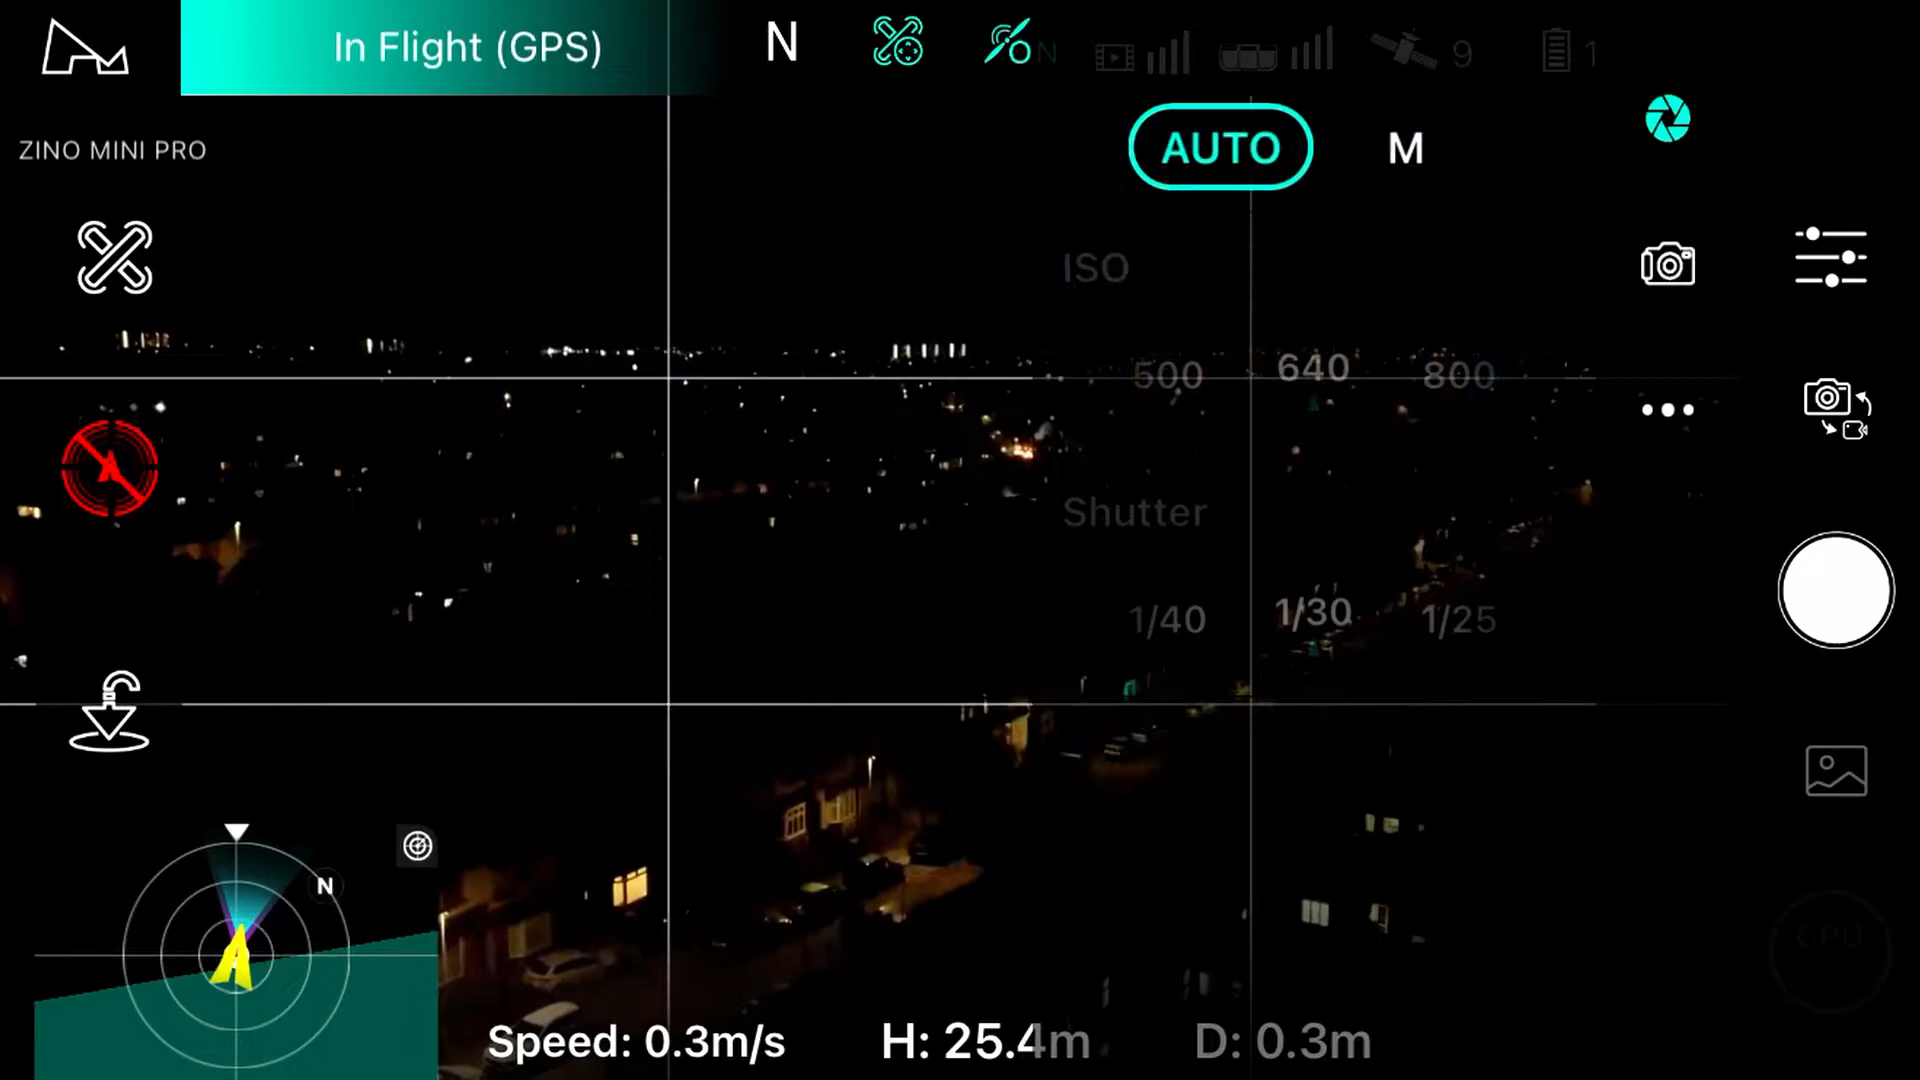 In Flight (GPS)
N
N
9
1
ZINO MINI PRO
AUTO
M
ISO
500
640
800
Shutter
1/40
1/30
1/25
N
CPU
Speed: 0.3m/s
H: 25.4m
D: 0.3m